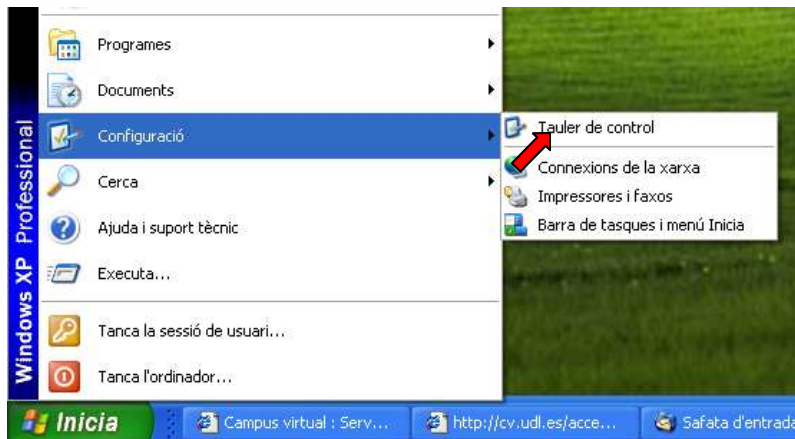 Programes
Documents
Configuració
Cerca
Ajuda i suport tècnic
Executa...
Tanca la sessió de usuari...
Tanca l'ordinador...
Windows XP Professional
Tauler de control
Connexions de la xarxa
Impressores i faxos
Barra de tasques i menú Inicia
Inicia
Campus virtual : Serv...
http://cv.udl.es/acce...
Safata d'entrada